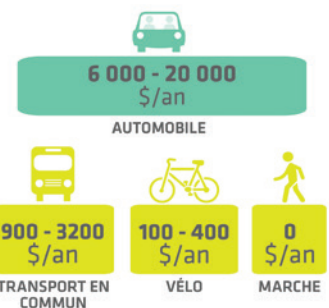 6 000 - 20 000
$/an
AUTOMOBILE
900 - 3200
$/an
TRANSPORT EN
COMMUN
100 - 400
$/an
VÉLO
0
$/an
MARCHE